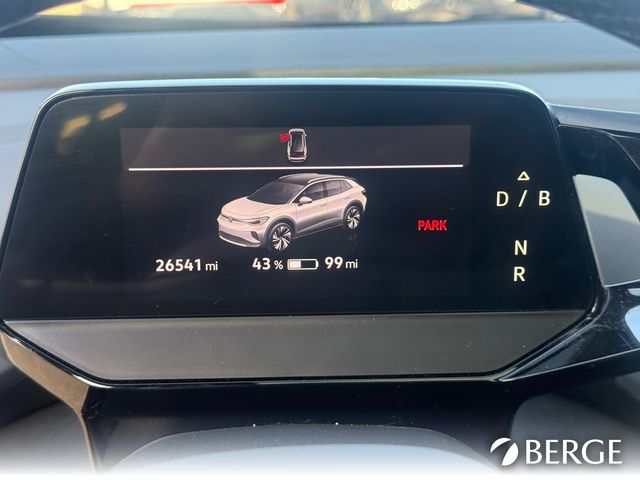 D / B
PARK
N
26541 mi 43 % 99 mi
R
BERGE